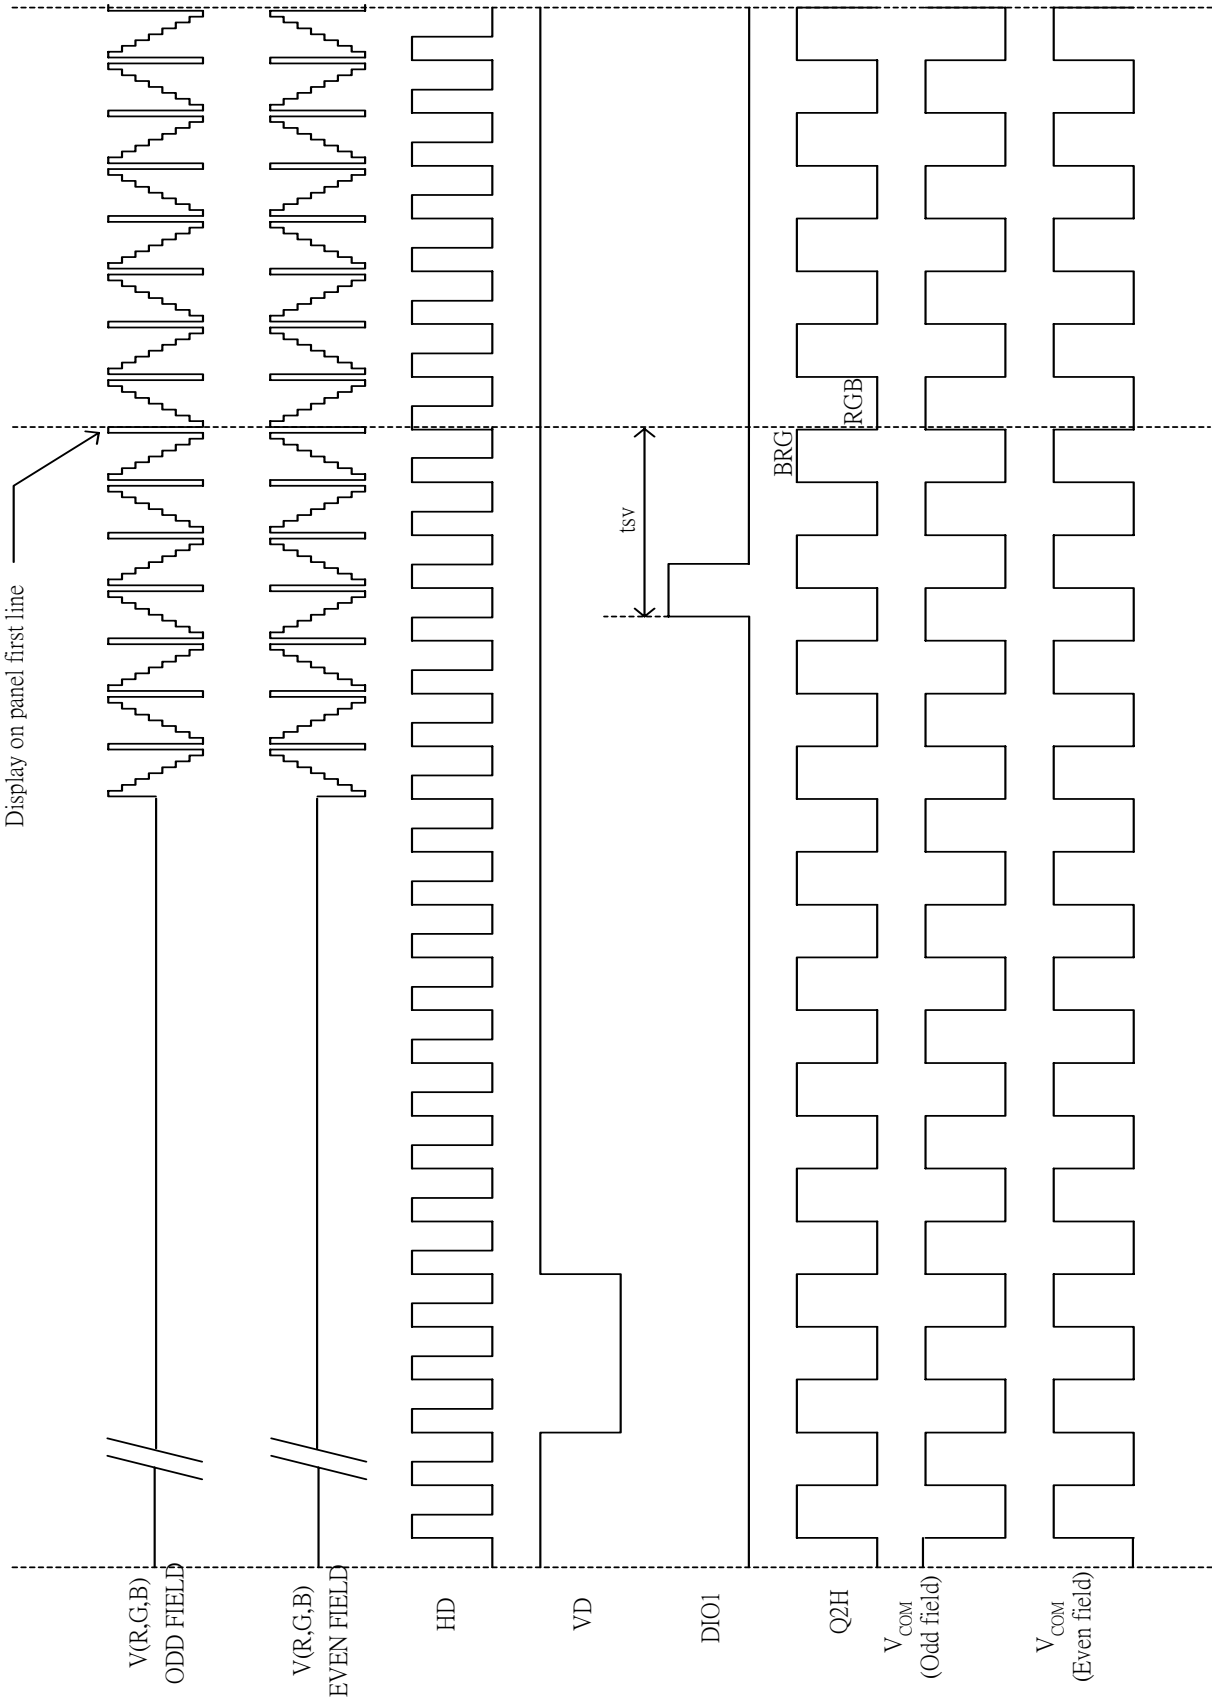 Display on panel first line
tsv
BRG
RGB
V(R,G,B)
ODD FIELD
V(R,G,B)
EVEN FIELD
HD
VD
DIO1
Q2H
VCOM
(Odd field)
VCOM
(Even field)